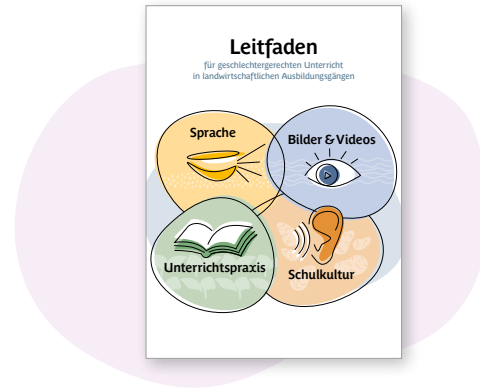 Leitfaden
für geschlechtergerechten Unterricht
in landwirtschaftlichen Ausbildungsgängen
Sprache
Bilder & Videos
Unterrichtspraxis
Schulkultur